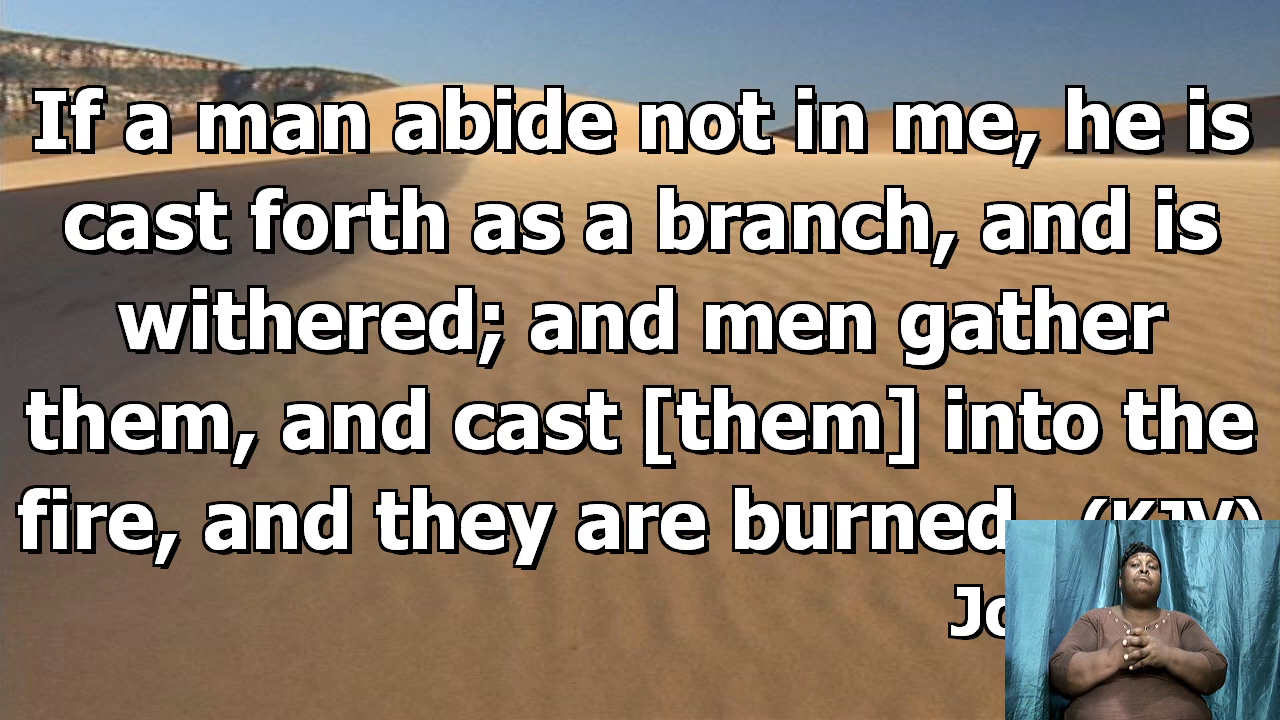 If a man abide not in me, he is
cast forth as a branch, and is
withered; and men gather
them, and cast [them] into the
fire, and they are burned (KJV)